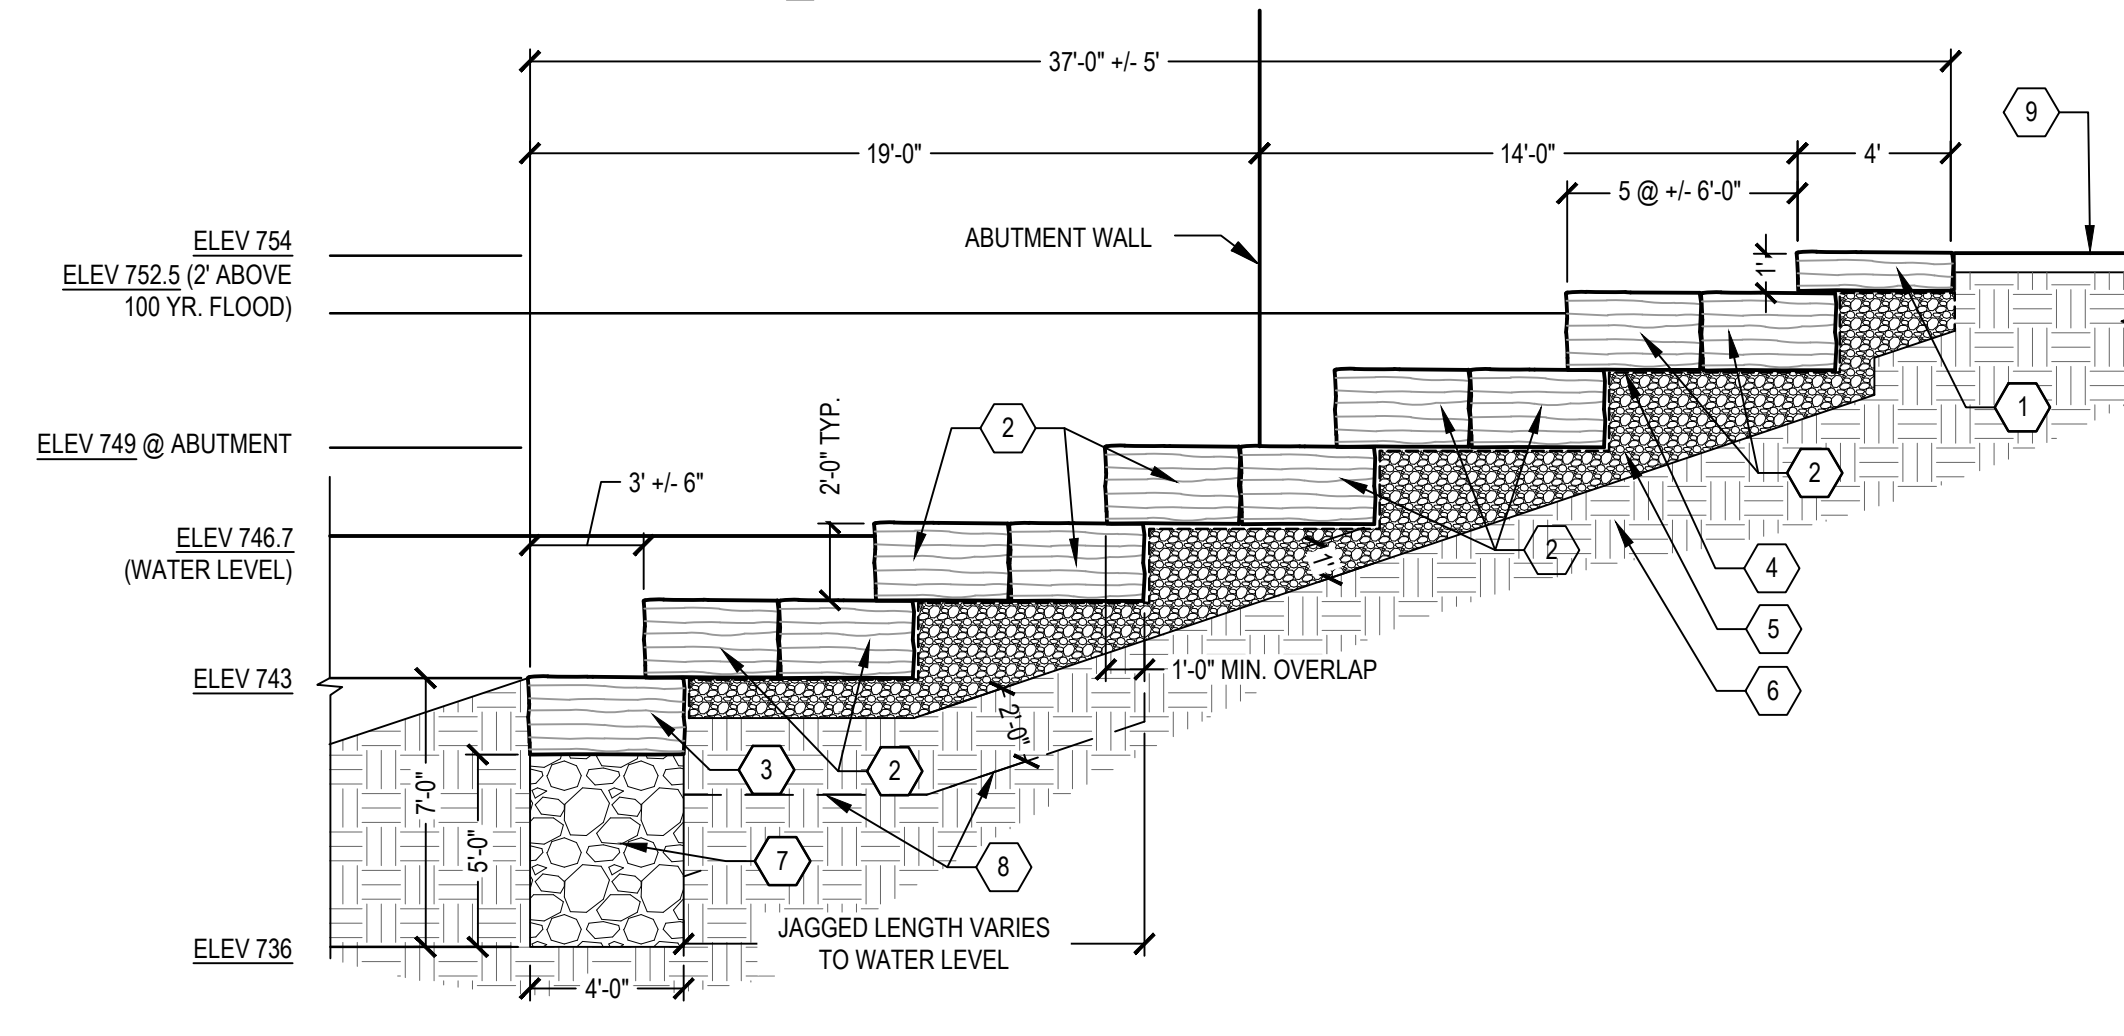 37'-0" +/- 5'
9
19'-0"
14'-0"
4'
5 @ +/- 6'-0"
ELEV 754
ABUTMENT WALL
ELEV 752.5 (2' ABOVE
100 YR. FLOOD)
1'
1
2
2'-0" TYP.
ELEV 749 @ ABUTMENT
2
3' +/- 6"
ELEV 746.7
(WATER LEVEL)
2
1'
4
5
1'-0" MIN. OVERLAP
ELEV 743
6
2'-0"
3
2
7'-0"
5'-0"
7
8
JAGGED LENGTH VARIES
TO WATER LEVEL
ELEV 736
4'-0"